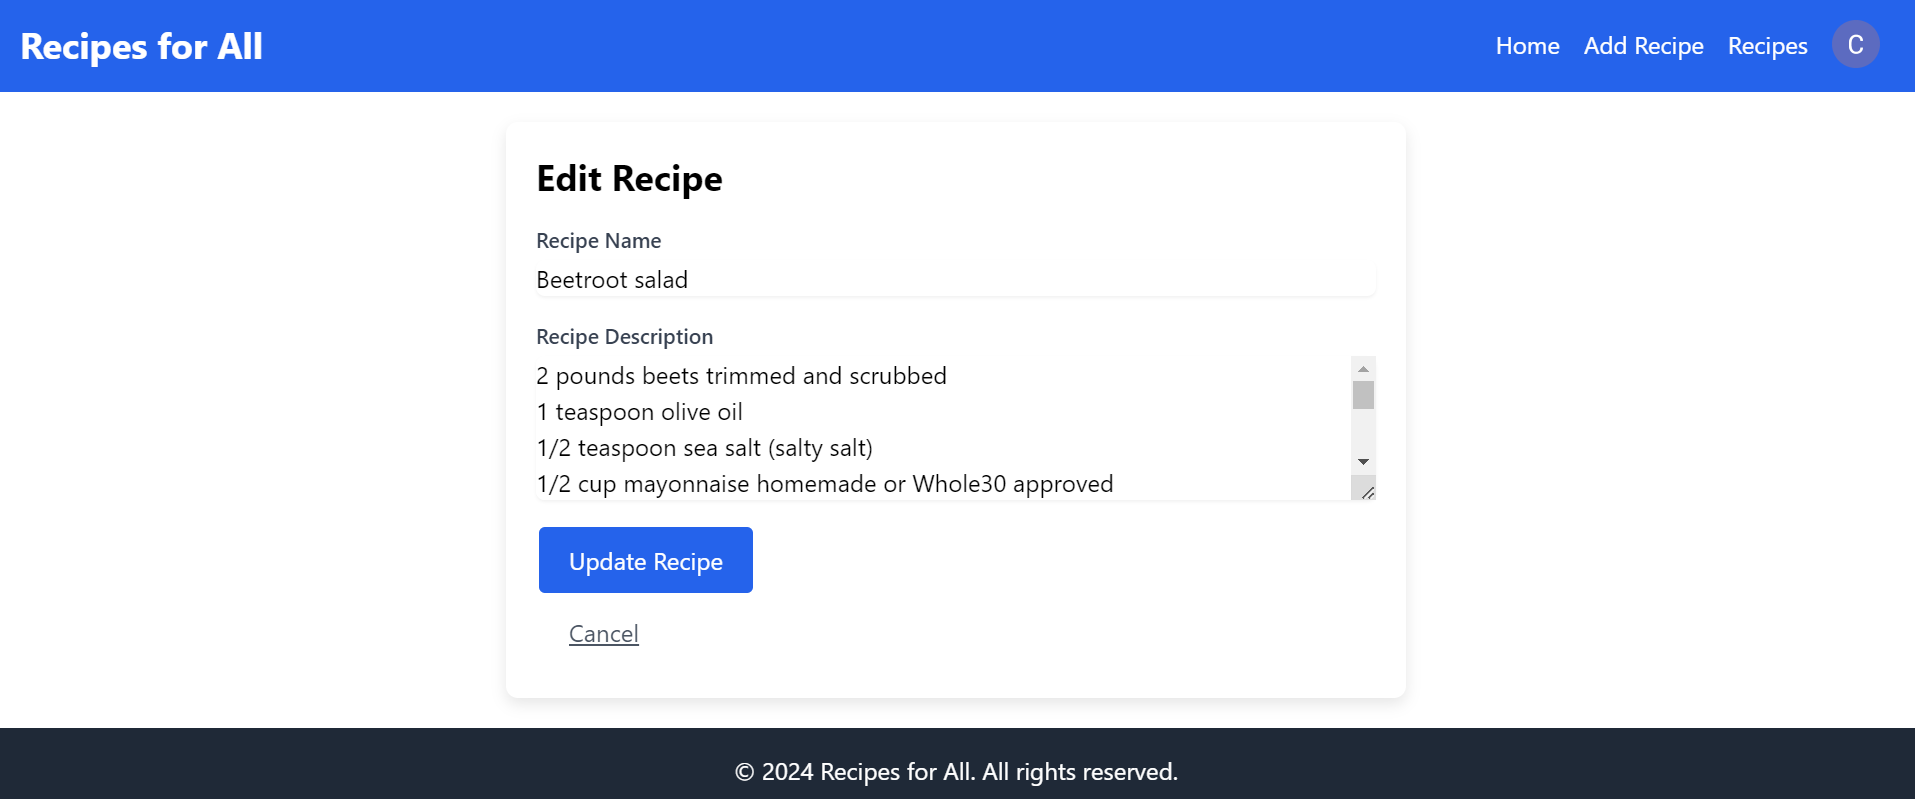 Recipes for All
Home Add Recipe Recipes C
Edit Recipe
Recipe Name
Beetroot salad
Recipe Description
2 pounds beets trimmed and scrubbed
1 teaspoon olive oil
1/2 teaspoon sea salt (salty salt)
1/2 cup mayonnaise homemade or Whole30 approved
Update Recipe
Cancel
© 2024 Recipes for All. All rights reserved.